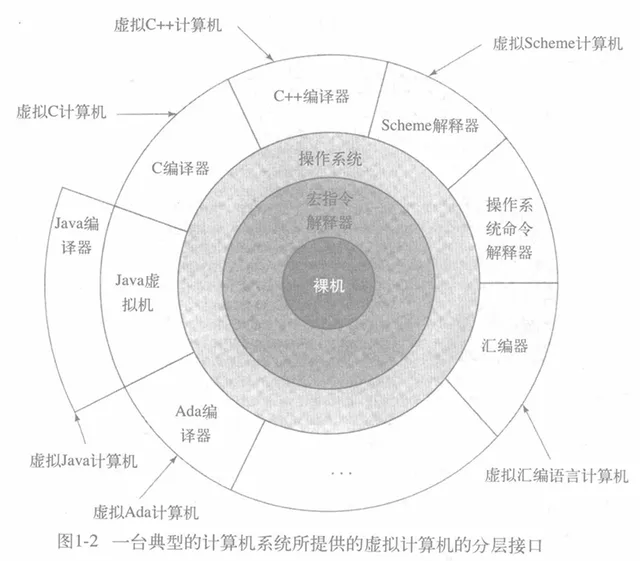 虚拟C++计算机
虚拟Scheme计算机
C++编译器
虚拟C计算机
Scheme解释器
操作系统
C编译器
宏指令
解释器
操作系
统命令
解释器
Java编
译器
Java虚
拟机
裸机
汇编器
Ada编
译器
虚拟Java计算机
...
虚拟汇编语言计算机
虚拟Ada计算机
图1-2 一台典型的计算机系统所提供的虚拟计算机的分层接口